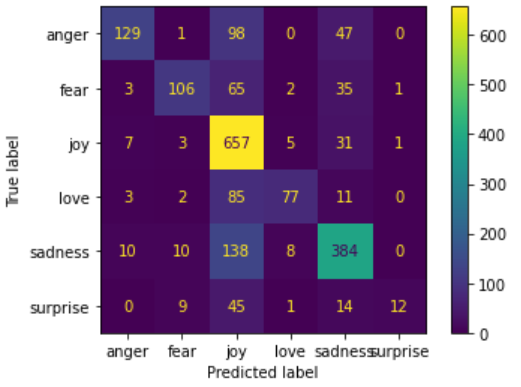 anger 129 1 98 0 47 0
fear 3 106 65 2 35 1
joy 7 3 657 5 31 1
love 3 2 85 77 11 0
sadness 10 10 138 8 384 0
surprise 0 9 45 1 14 12
anger fear joy love sadness surprise
Predicted label
True label
600
500
400
300
200
100
0